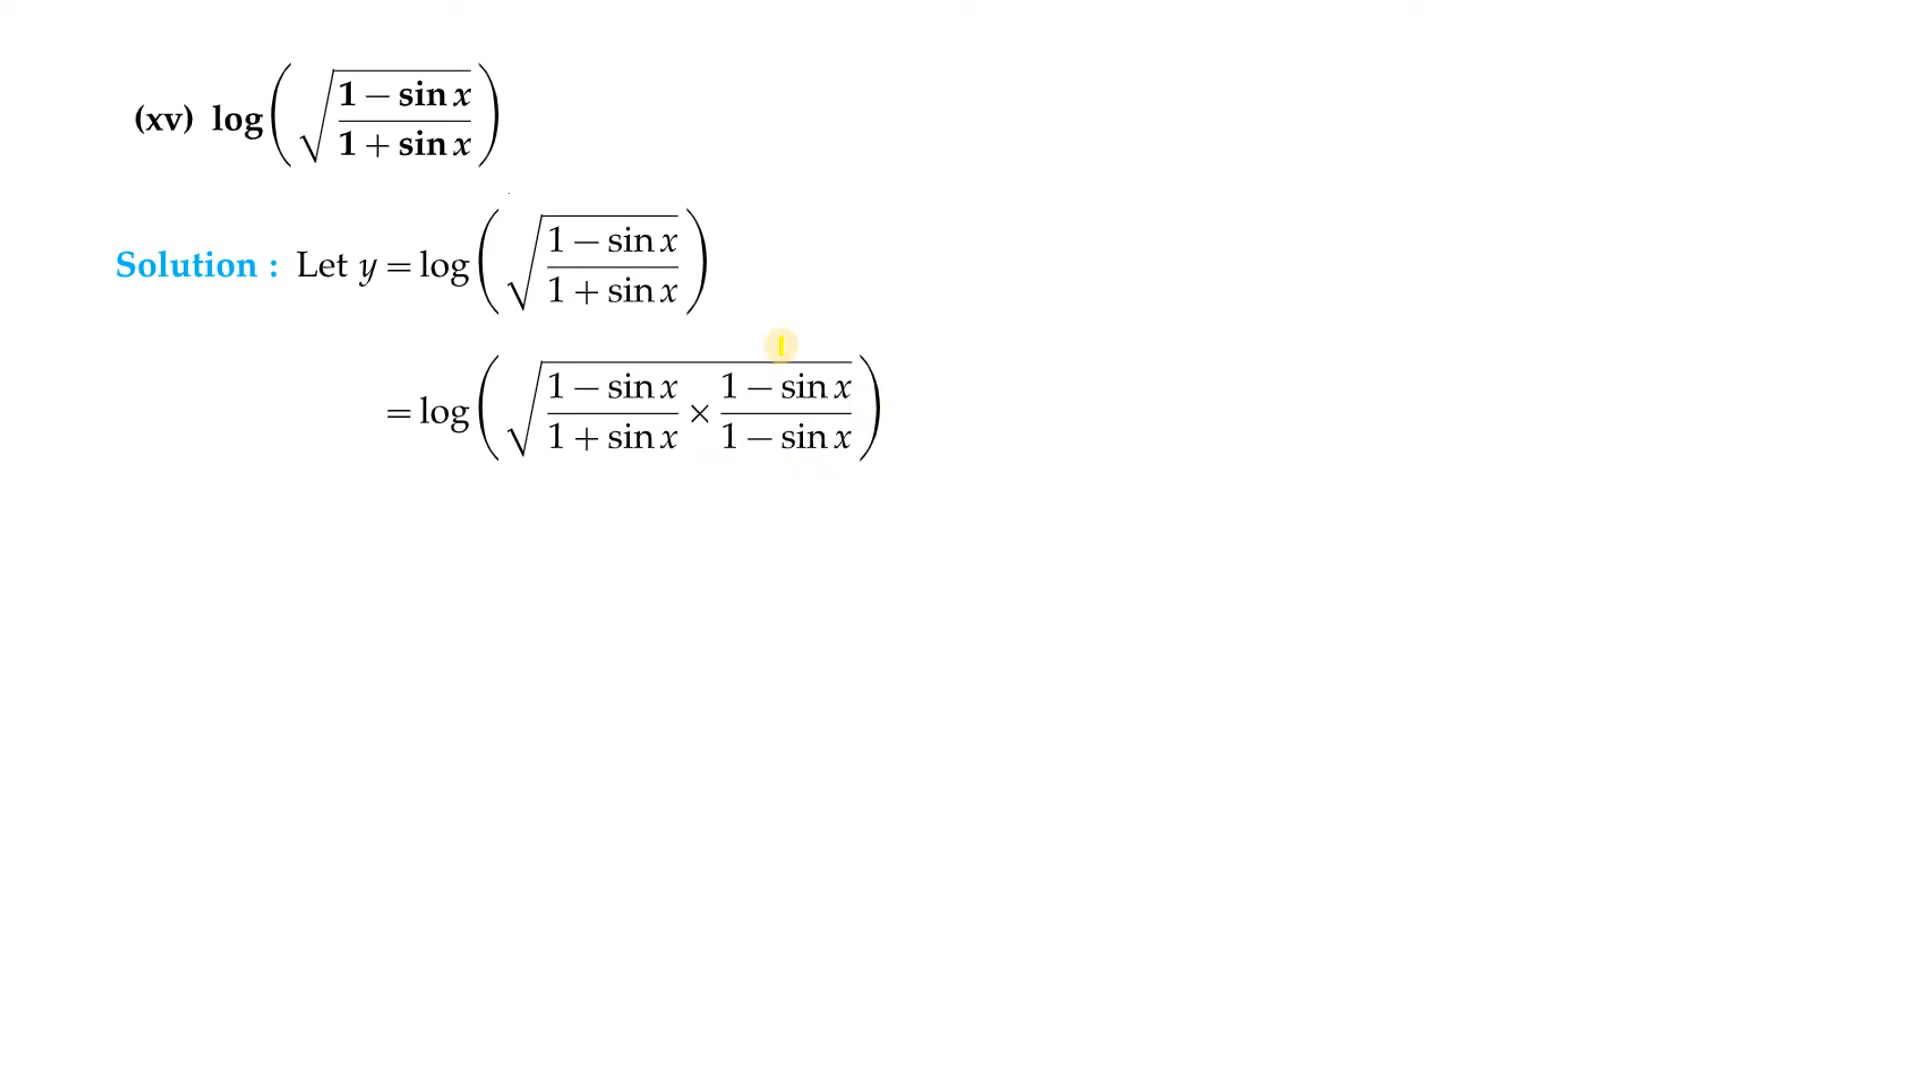 (xv) log(√((1 − sin x)/(1 + sin x)))
Solution : Let y = log(√((1 − sin x)/(1 + sin x)))
= log(√((1 − sin x)/(1 + sin x) × (1 − sin x)/(1 − sin x)))